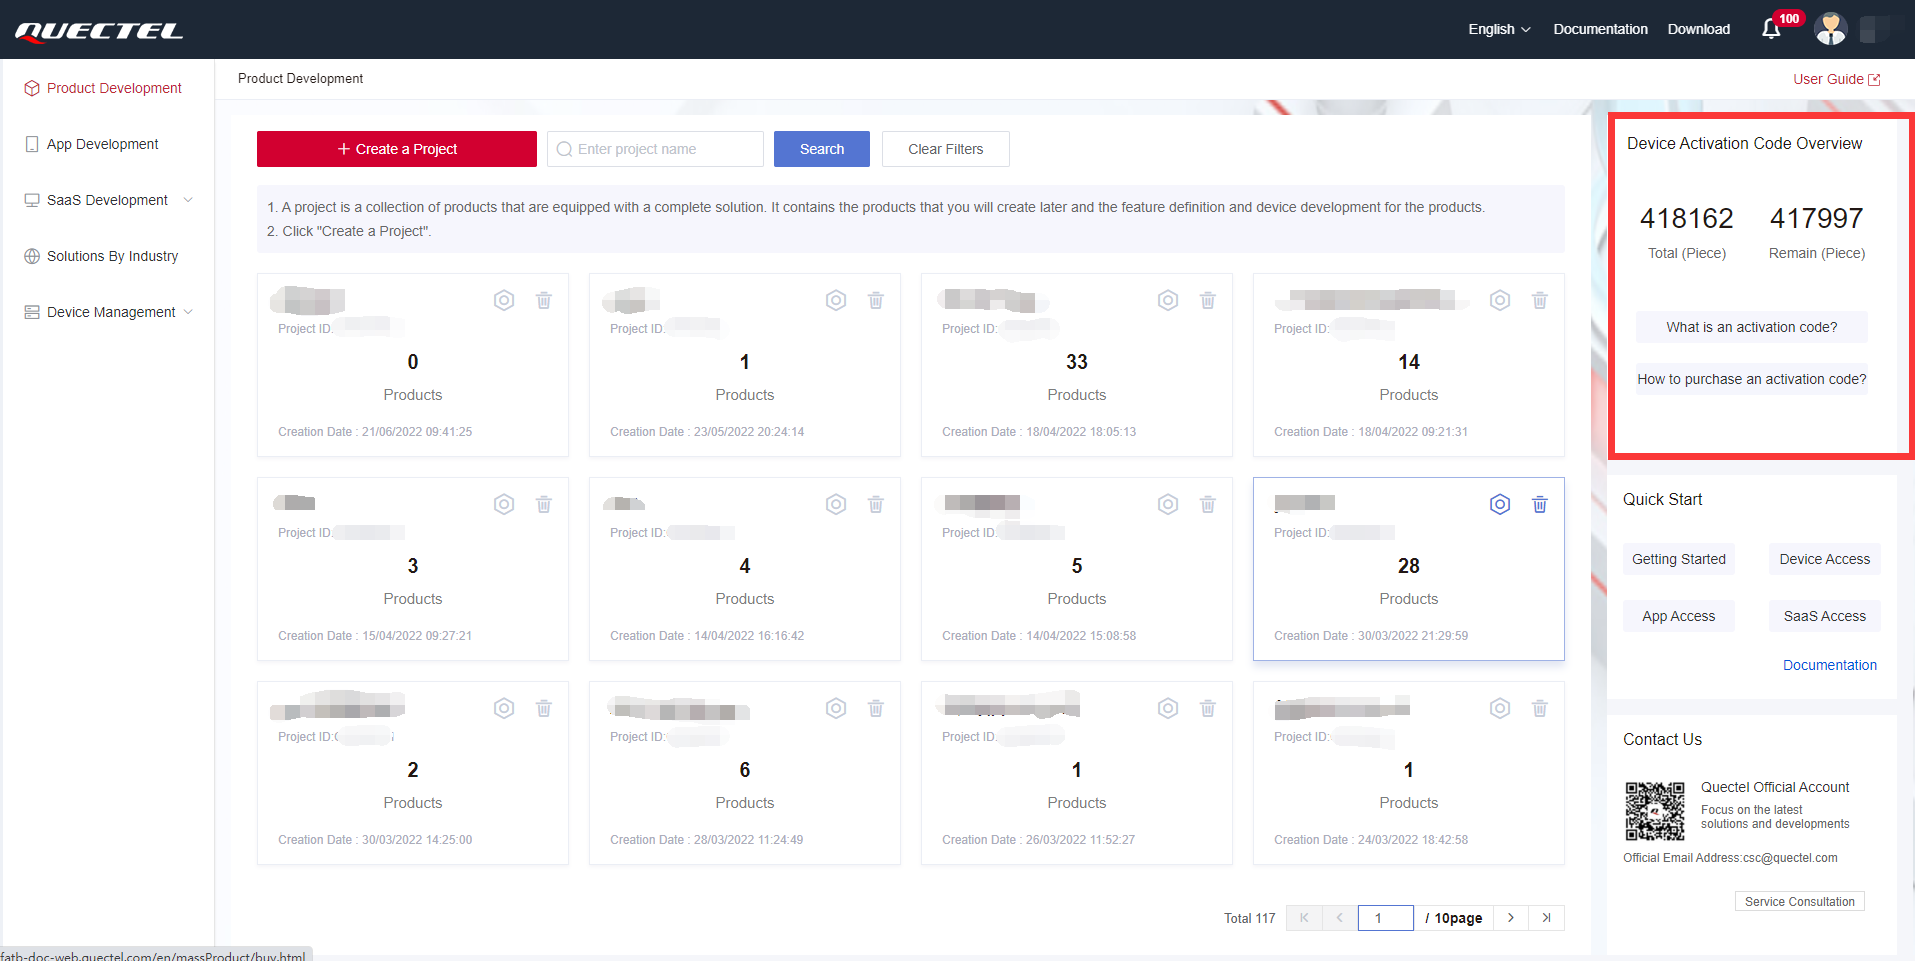 QUECTEL
English
Documentation
Download
100
Product Development
App Development
SaaS Development
Solutions By Industry
Device Management
Product Development
User Guide
+ Create a Project
Enter project name
Search
Clear Filters
1. A project is a collection of products that are equipped with a complete solution. It contains the products that you will create later and the feature definition and device development for the products.
2. Click "Create a Project".
Project ID:
0
Products
Creation Date : 21/06/2022 09:41:25
Project ID:
1
Products
Creation Date : 23/05/2022 20:24:14
Project ID:
33
Products
Creation Date : 18/04/2022 18:05:13
Project ID:
14
Products
Creation Date : 18/04/2022 09:21:31
Project ID:
3
Products
Creation Date : 15/04/2022 09:27:21
Project ID:
4
Products
Creation Date : 14/04/2022 16:16:42
Project ID:
5
Products
Creation Date : 14/04/2022 15:08:58
Project ID:
28
Products
Creation Date : 30/03/2022 21:29:59
Project ID:
2
Products
Creation Date : 30/03/2022 14:25:00
Project ID:
6
Products
Creation Date : 28/03/2022 11:24:49
Project ID:
1
Products
Creation Date : 26/03/2022 11:52:27
Project ID:
1
Products
Creation Date : 24/03/2022 18:42:58
Total 117
1
/ 10page
Device Activation Code Overview
418162
Total (Piece)
417997
Remain (Piece)
What is an activation code?
How to purchase an activation code?
Quick Start
Getting Started
Device Access
App Access
SaaS Access
Documentation
Contact Us
Quectel Official Account
Focus on the latest
solutions and developments
Official Email Address:csc@quectel.com
Service Consultation
fatb-doc-web.quectel.com/en/massProduct/buy.html